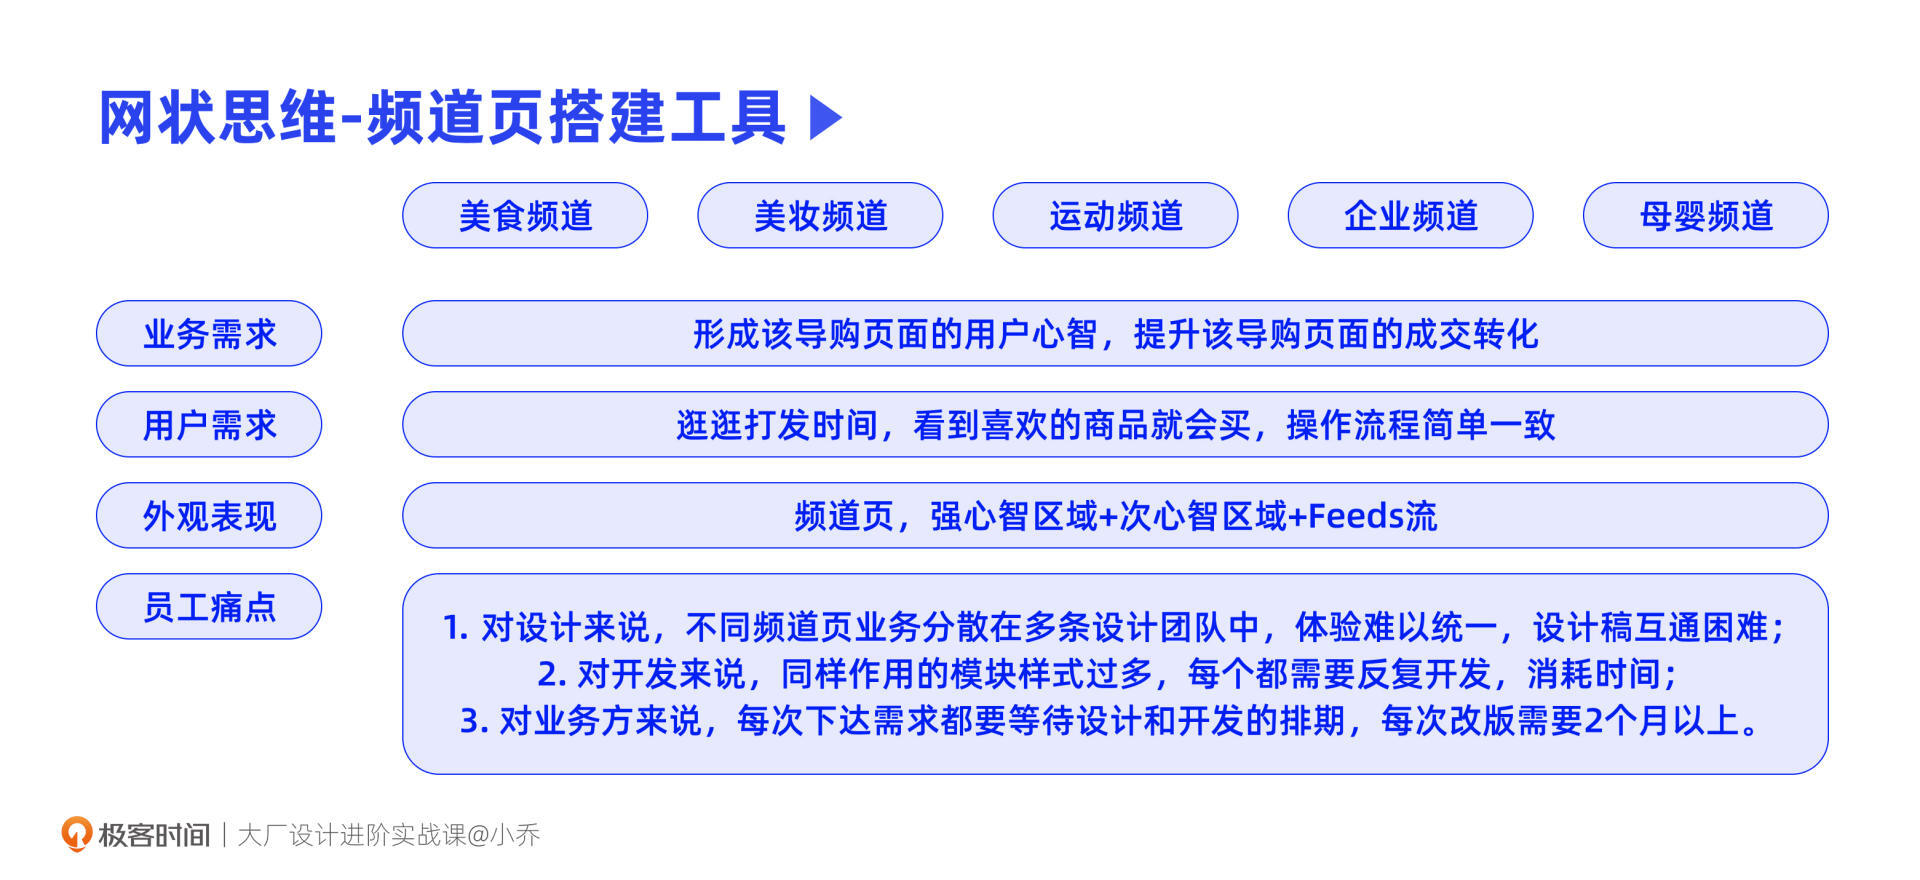 网状思维-频道页搭建工具
美食频道 美妆频道 运动频道 企业频道 母婴频道
业务需求 形成该导购页面的用户心智，提升该导购页面的成交转化
用户需求 逛逛打发时间，看到喜欢的商品就会买，操作流程简单一致
外观表现 频道页，强心智区域+次心智区域+Feeds流
员工痛点
1. 对设计来说，不同频道页业务分散在多条设计团队中，体验难以统一，设计稿互通困难；
2. 对开发来说，同样作用的模块样式过多，每个都需要反复开发，消耗时间；
3. 对业务方来说，每次下达需求都要等待设计和开发的排期，每次改版需要2个月以上。
极客时间 | 大厂设计进阶实战课@小乔